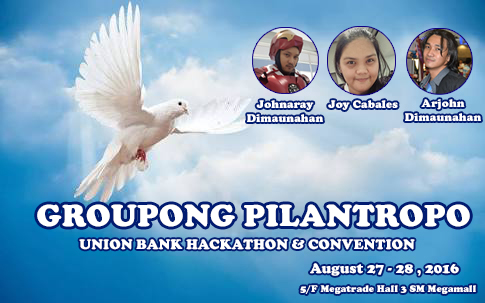 Johnaray
Dimaunahan
Joy Cabales
Arjohn
Dimaunahan
GROUPONG PILANTROPO
UNION BANK HACKATHON & CONVENTION
August 27 - 28 , 2016
5/F Megatrade Hall 3 SM Megamall